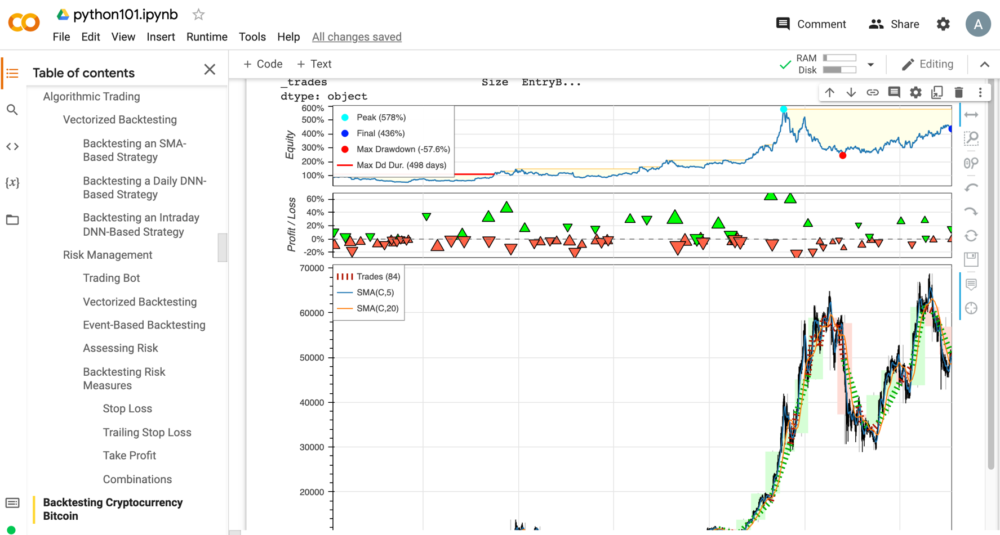 python101.ipynb
File Edit View Insert Runtime Tools Help All changes saved
Comment
Share
A
Table of contents
Algorithmic Trading
Vectorized Backtesting
Backtesting an SMA-
Based Strategy
Backtesting a Daily DNN-
Based Strategy
Backtesting an Intraday
DNN-Based Strategy
Risk Management
Trading Bot
Vectorized Backtesting
Event-Based Backtesting
Assessing Risk
Backtesting Risk
Measures
Stop Loss
Trailing Stop Loss
Take Profit
Combinations
Backtesting Cryptocurrency
Bitcoin
{x}
+ Code + Text
RAM
Disk
Editing
_trades Size EntryB...
dtype: object
Equity
600%
500%
400%
300%
200%
100%
Peak (578%)
Final (436%)
Max Drawdown (-57.6%)
Max Dd Dur. (498 days)
Profit / Loss
60%
40%
20%
0%
-20%
70000
60000
50000
40000
30000
20000
Trades (84)
SMA(C,5)
SMA(C,20)